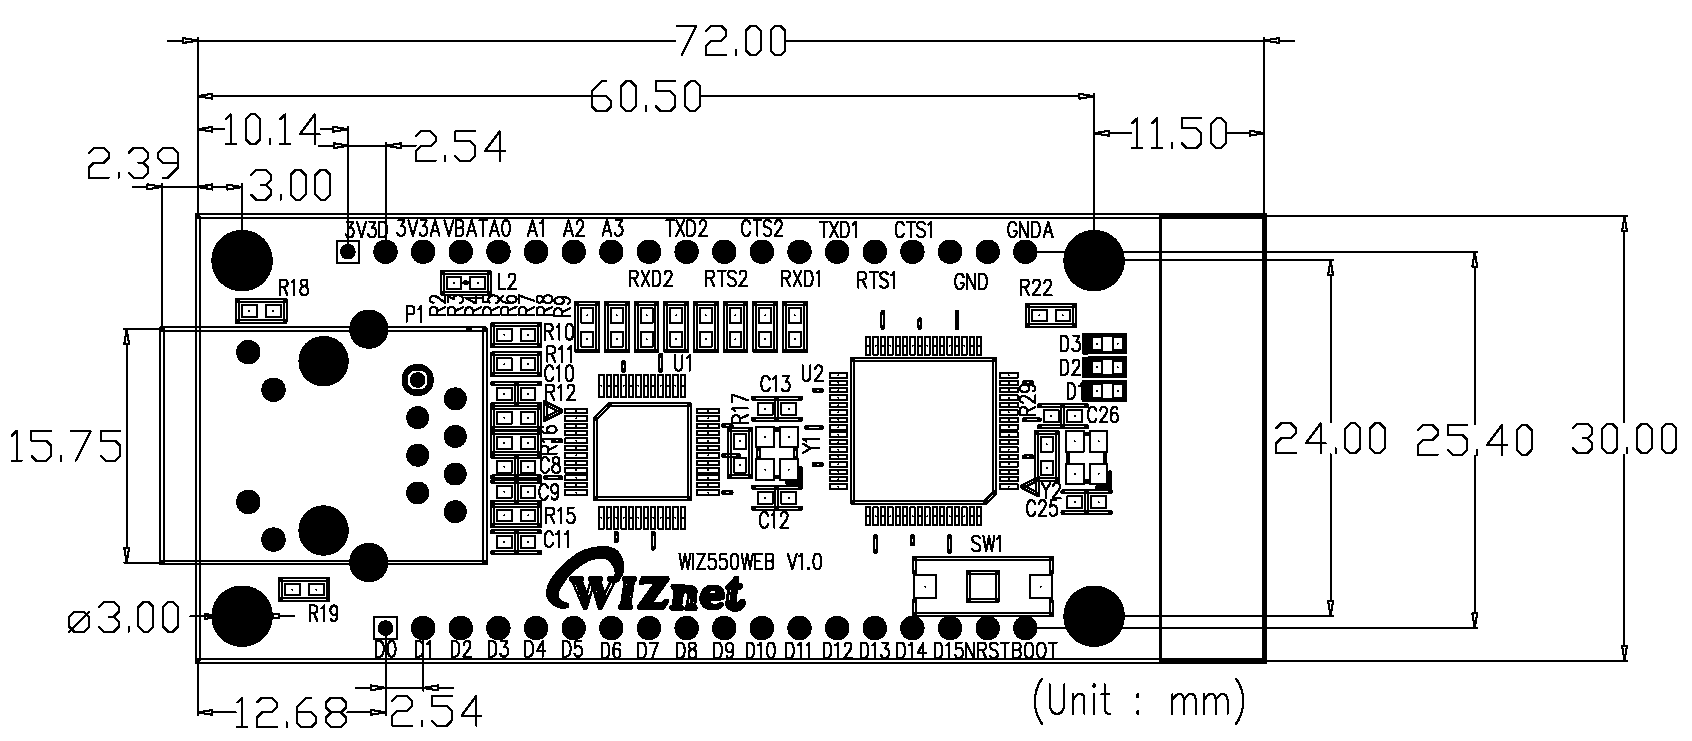 72.00
60.50
10.14
2.54
11.50
2.39
3.00
3V3D 3V3A VBAT A0 A1 A2 A3 TXD2 CTS2 TXD1 CTS1 GNDA
RXD2 RTS2 RXD1 RTS1 GND
R18
L2
R22
R2 R3 R4 R5 R6 R7 R8 R9
P1
R10
R11
C10
R12
R16
C8
C9
R15
C11
U1
R17
C13
Y1
C12
U2
D3
D2
D1
R29
C26
Y2
C25
15.75
24.00
25.40
30.00
SW1
WIZ550WEB V1.0
WIZnet
⌀3.00
R19
D0 D1 D2 D3 D4 D5 D6 D7 D8 D9 D10 D11 D12 D13 D14 D15 NRST BOOT
12.68
2.54
(Unit : mm)